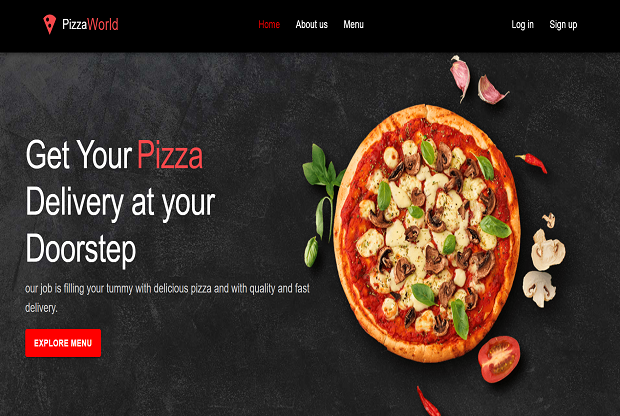 PizzaWorld
Home About us Menu
Log in Sign up
Get Your Pizza
Delivery at your
Doorstep
our job is filling your tummy with delicious pizza and with quality and fast
delivery.
EXPLORE MENU